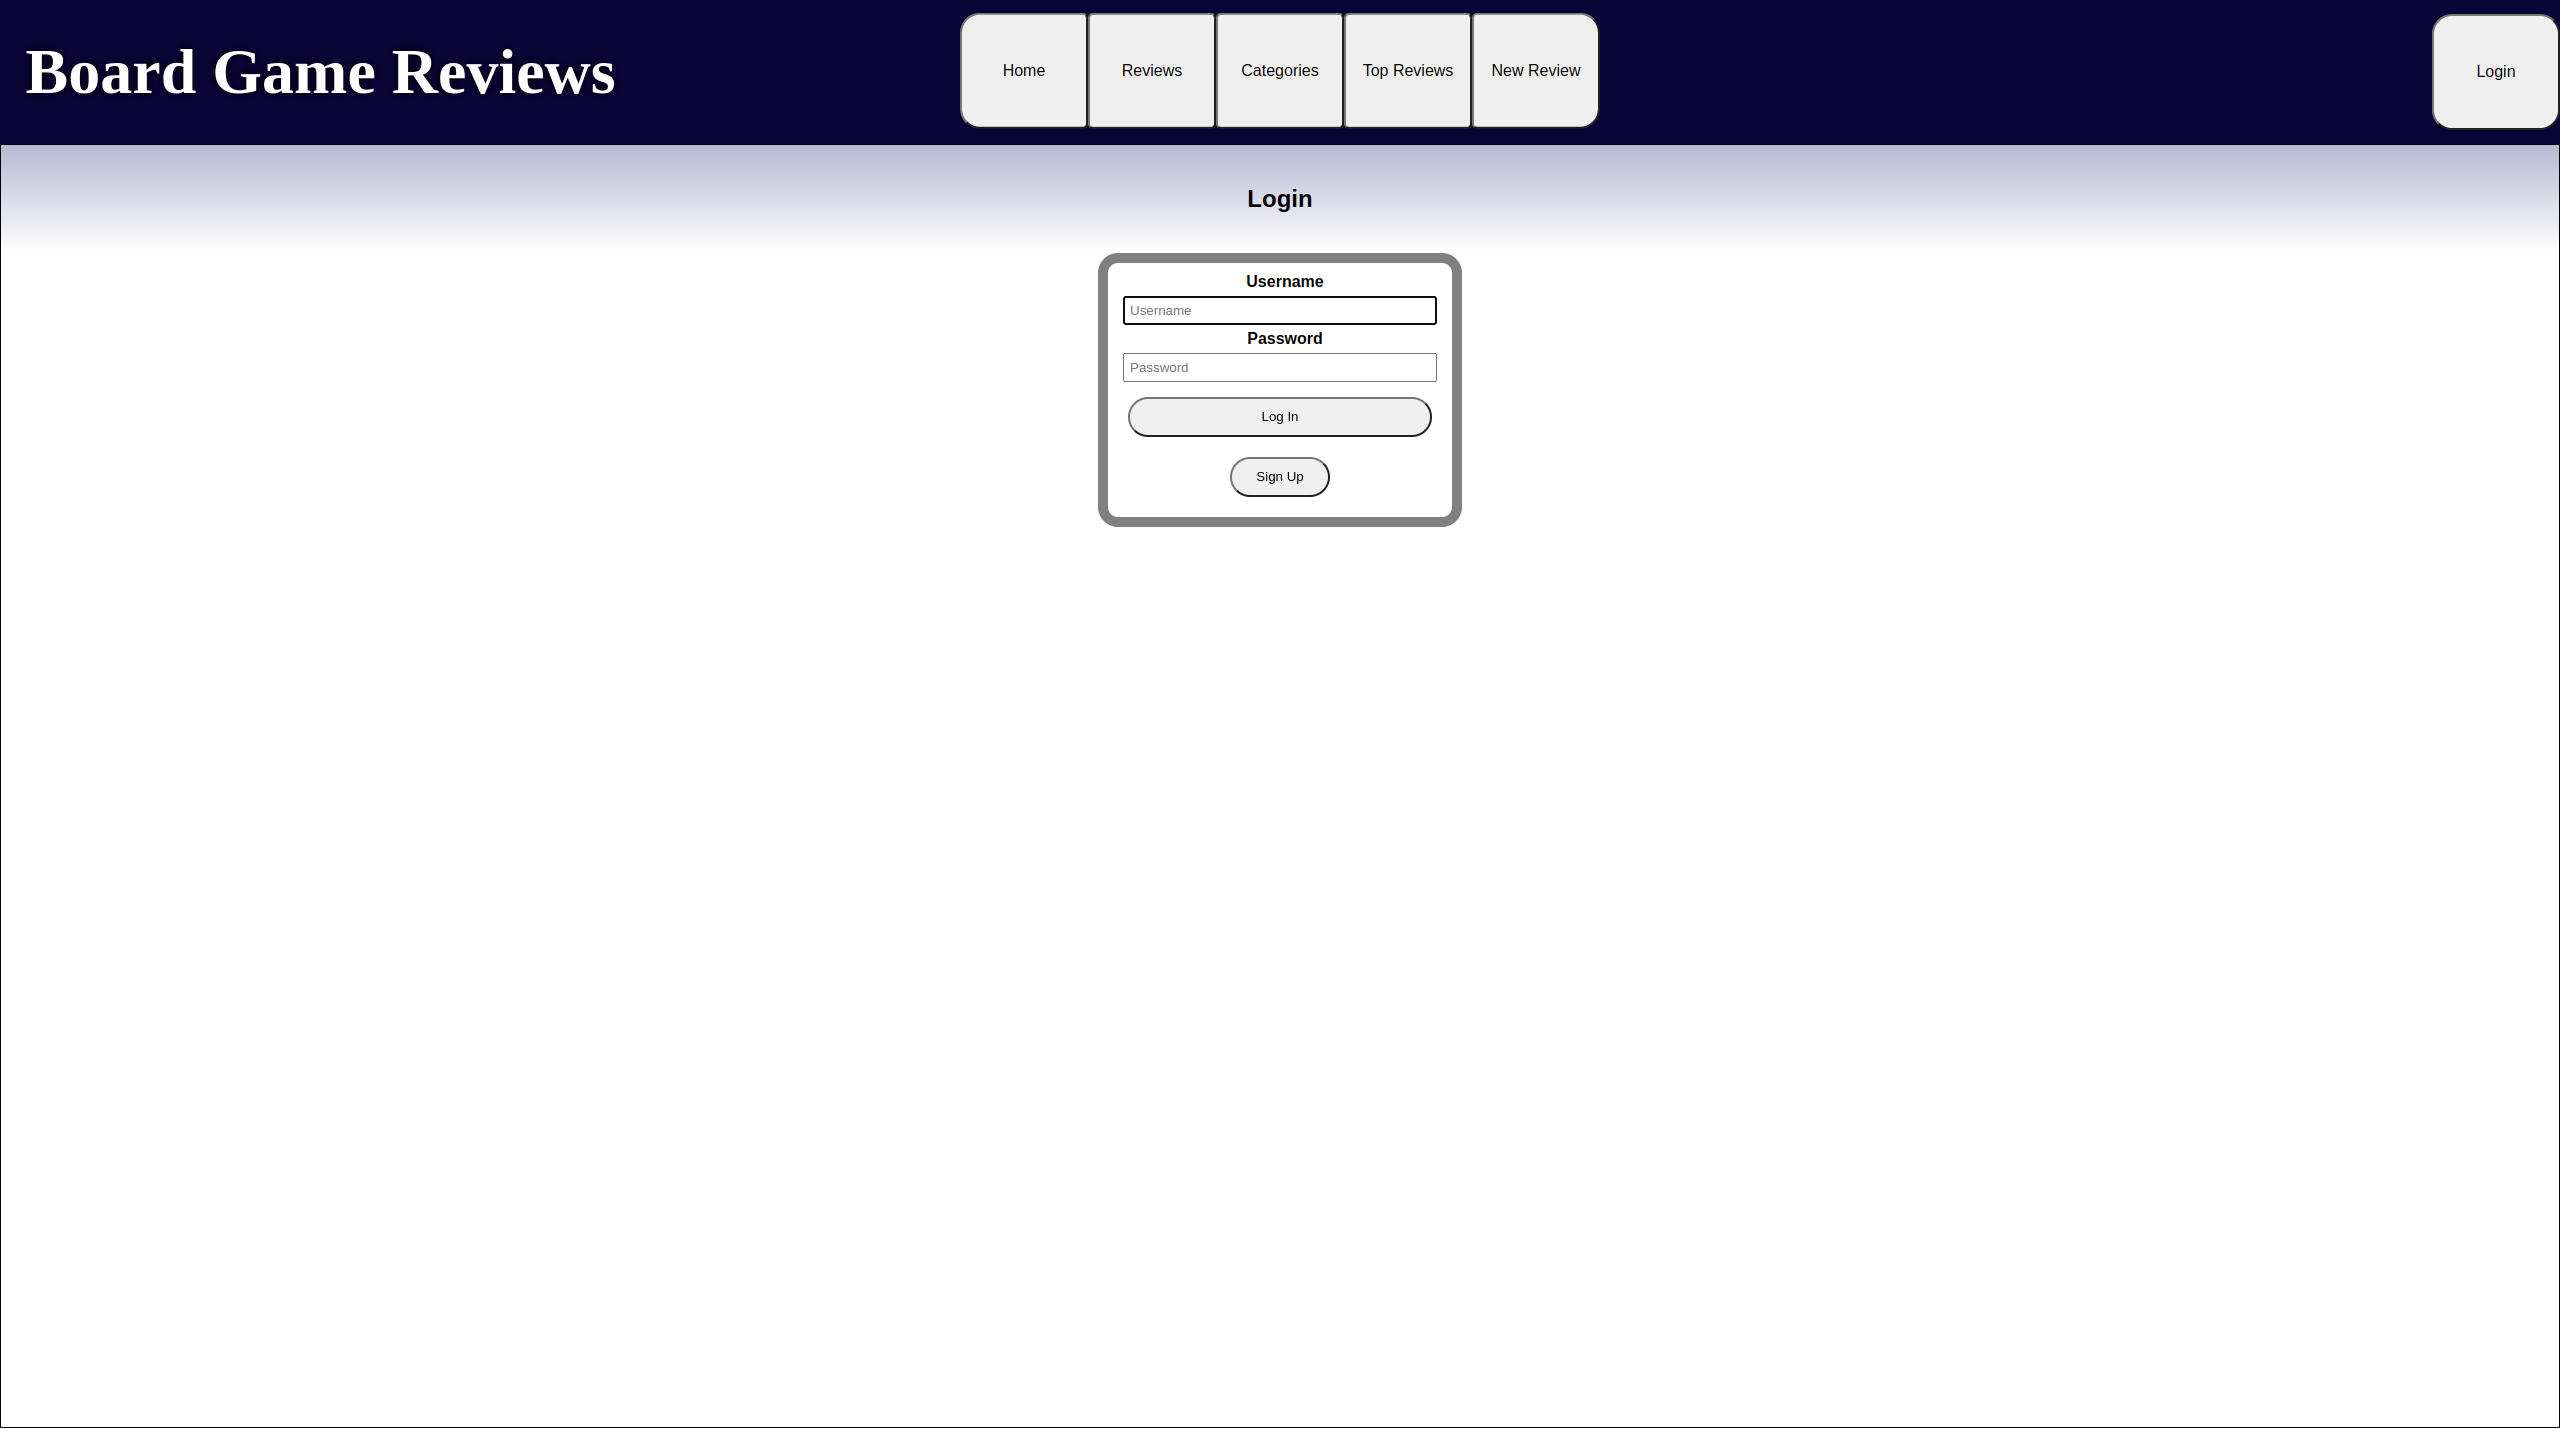 Board Game Reviews
Home Reviews Categories Top Reviews New Review
Login
Login
Username
Username
Password
Password
Log In
Sign Up